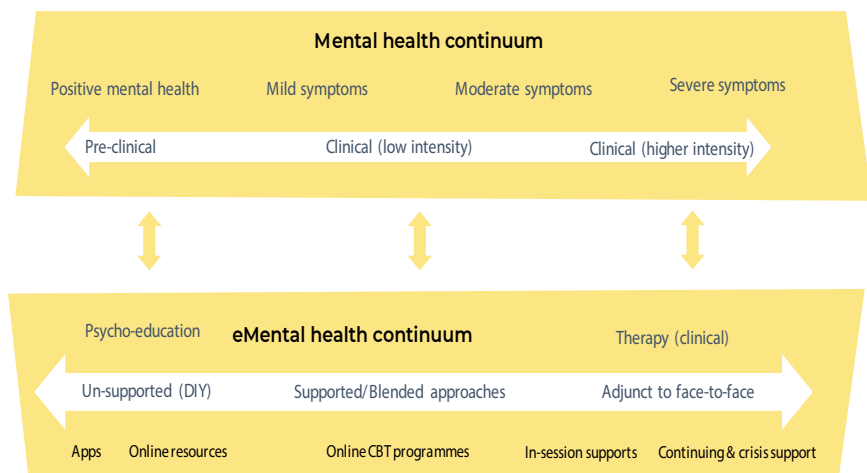 Mental health continuum
Positive mental health Mild symptoms Moderate symptoms Severe symptoms
Pre-clinical Clinical (low intensity) Clinical (higher intensity)
Psycho-education eMental health continuum Therapy (clinical)
Un-supported (DIY) Supported/Blended approaches Adjunct to face-to-face
Apps Online resources Online CBT programmes In-session supports Continuing & crisis support